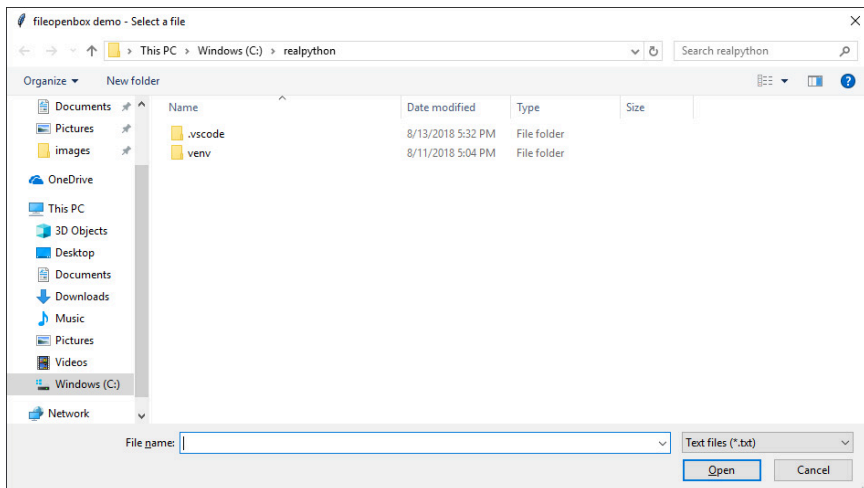 fileopenbox demo - Select a file
This PC > Windows (C:) > realpython
Search realpython
Organize
New folder
Documents
Pictures
images
OneDrive
This PC
3D Objects
Desktop
Documents
Downloads
Music
Pictures
Videos
Windows (C:)
Network
Name Date modified Type Size
.vscode 8/13/2018 5:32 PM File folder
venv 8/11/2018 5:04 PM File folder
File name:
Text files (*.txt)
Open
Cancel